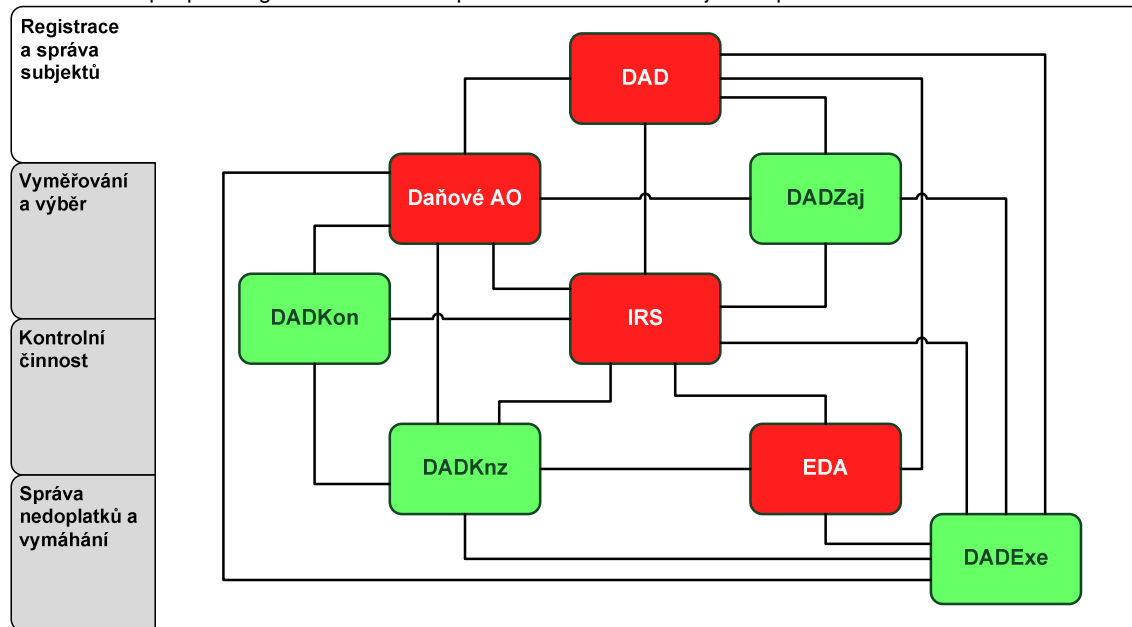 Registrace
a správa
subjektů
DAD
Vyměřování
a výběr
Daňové AO
DADZaj
DADKon
IRS
Kontrolní
činnost
DADKnz
EDA
Správa
nedoplatků a
vymáhání
DADExe